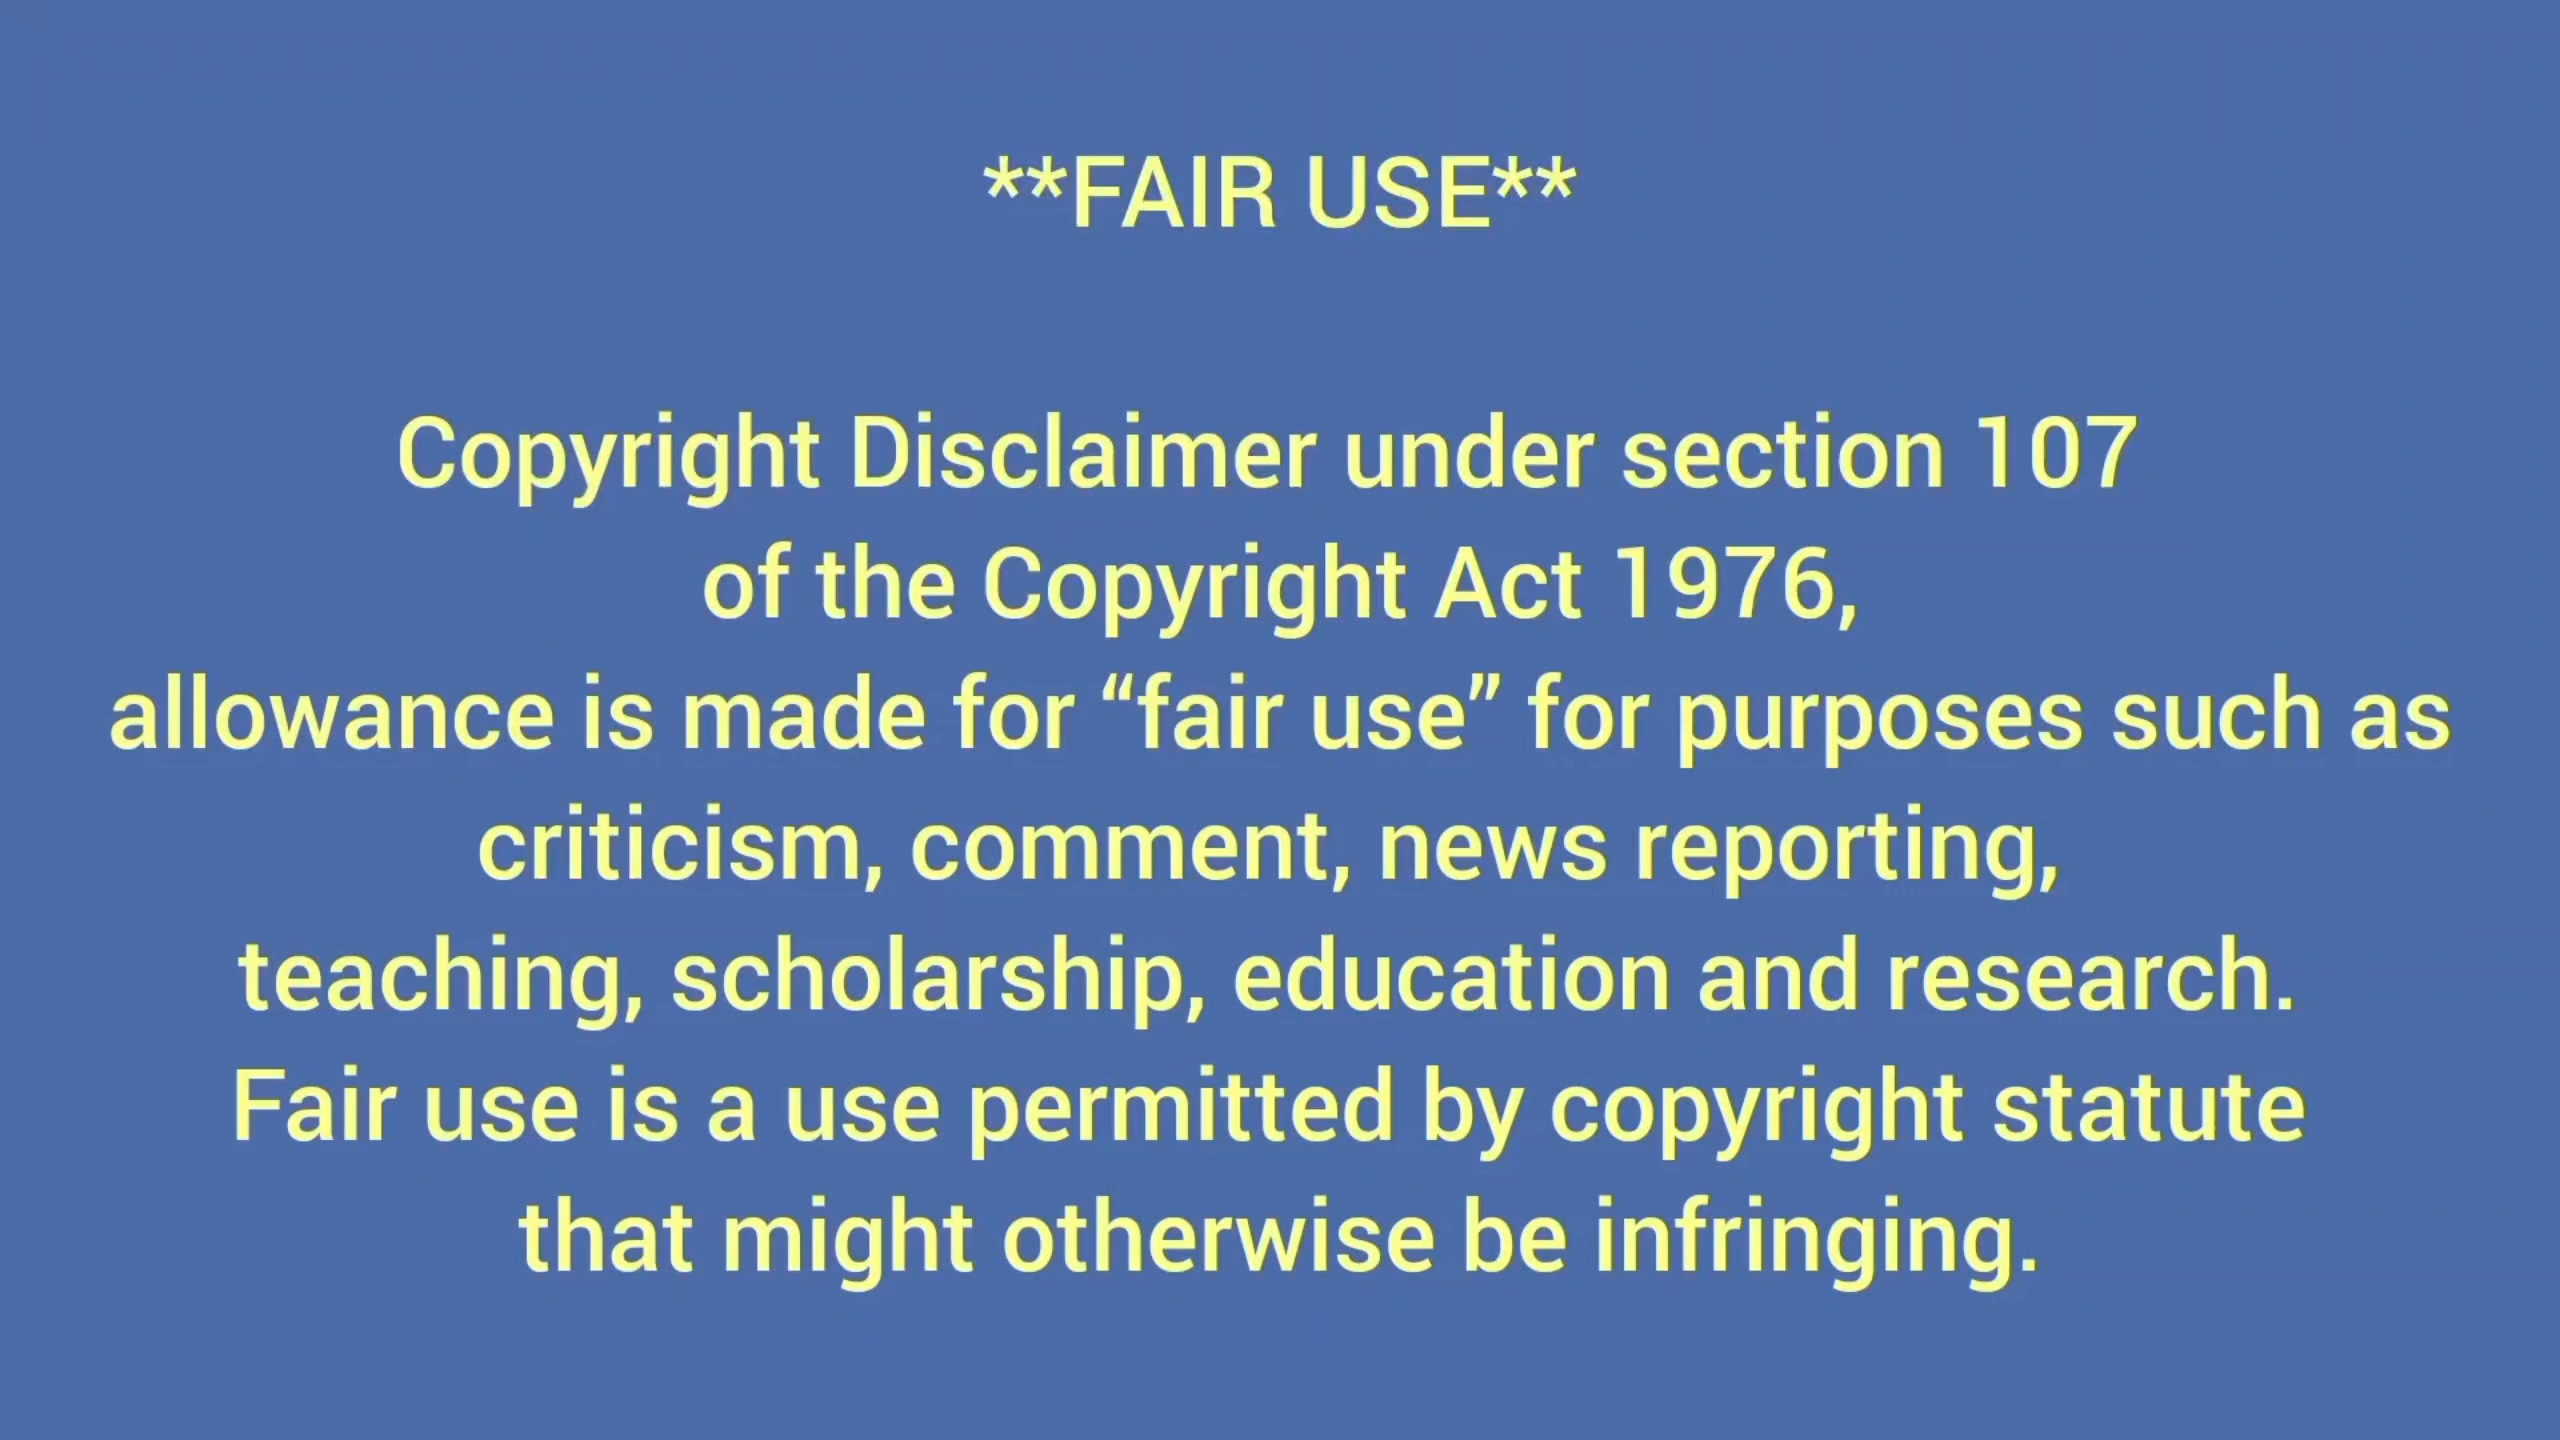 **FAIR USE**
Copyright Disclaimer under section 107
of the Copyright Act 1976,
allowance is made for “fair use” for purposes such as
criticism, comment, news reporting,
teaching, scholarship, education and research.
Fair use is a use permitted by copyright statute
that might otherwise be infringing.